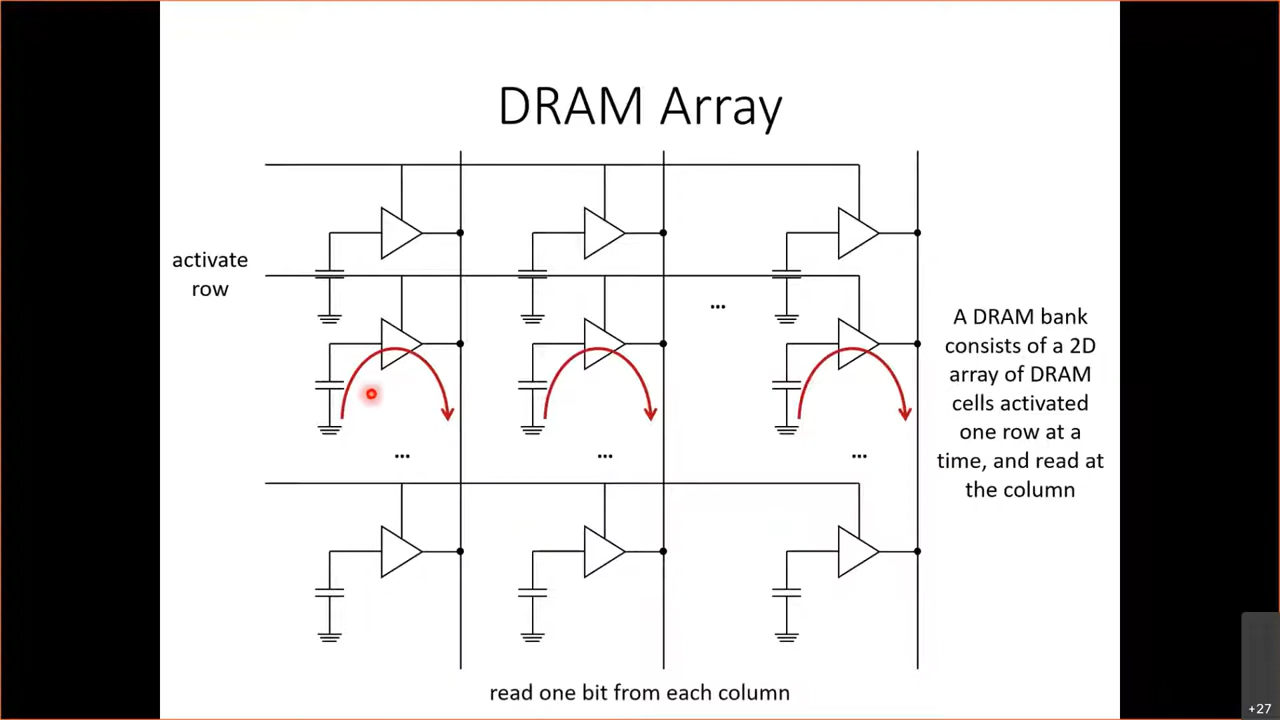 DRAM Array
activate
row
...
A DRAM bank
consists of a 2D
array of DRAM
cells activated
one row at a
time, and read at
the column
...
...
...
read one bit from each column
+27